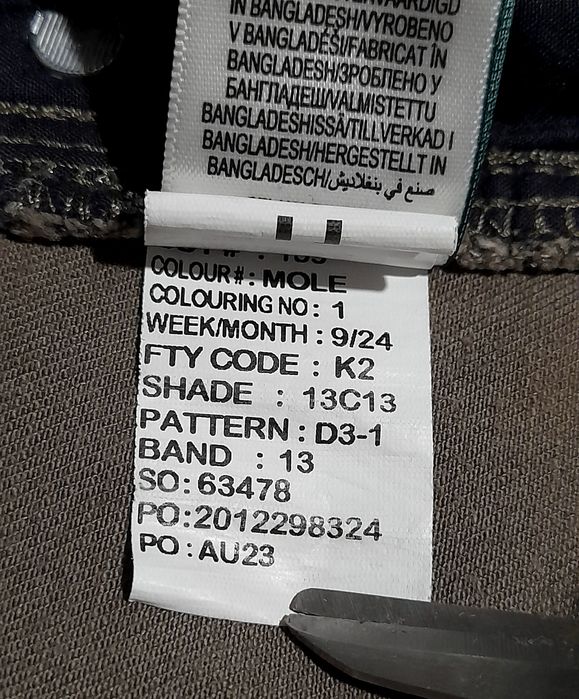 IN BANGLADESH/VYROBENO
V BANGLADÉŠI/FABRICAT ÎN
BANGLADESH/ЗРОБЛЕНО У
БАНГЛАДЕШ/VALMISTETTU
BANGLADESHISSA/TILLVERKAD I
BANGLADESH/HERGESTELLT IN
BANGLADESCH/صنع في بنغلاديش
COLOUR#: MOLE
COLOURING NO: 1
WEEK/MONTH : 9/24
FTY CODE : K2
SHADE : 13C13
PATTERN : D3-1
BAND : 13
SO: 63478
PO:2012298324
PO : AU23